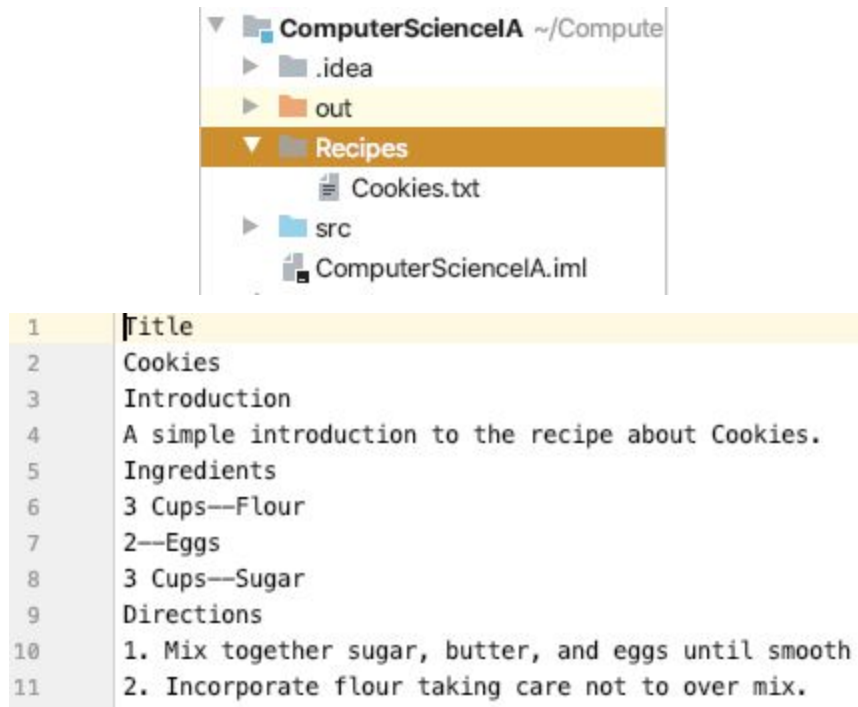 ComputerScienceIA ~/Compute
.idea
out
Recipes
Cookies.txt
src
ComputerScienceIA.iml
1 Title
2 Cookies
3 Introduction
4 A simple introduction to the recipe about Cookies.
5 Ingredients
6 3 Cups--Flour
7 2--Eggs
8 3 Cups--Sugar
9 Directions
10 1. Mix together sugar, butter, and eggs until smooth
11 2. Incorporate flour taking care not to over mix.